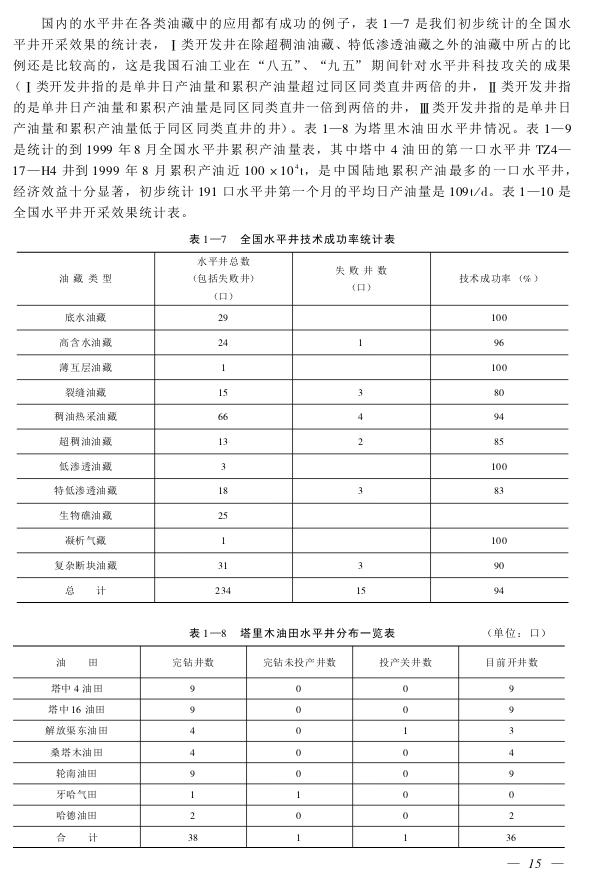 国内的水平井在各类油藏中的应用都有成功的例子，表 1—7 是我们初步统计的全国水
平井开采效果的统计表，Ⅰ类开发井在除超稠油油藏、特低渗透油藏之外的油藏中所占的比
例还是比较高的，这是我国石油工业在“八五”、“九五”期间针对水平井科技攻关的成果
（Ⅰ类开发井指的是单井日产油量和累积产油量超过同区同类直井两倍的井，Ⅱ类开发井指
的是单井日产油量和累积产油量是同区同类直井一倍到两倍的井，Ⅲ类开发井指的是单井日
产油量和累积产油量低于同区同类直井的井）。表 1—8 为塔里木油田水平井情况。表 1—9
是统计的到 1999 年 8 月全国水平井累积产油量表，其中塔中 4 油田的第一口水平井 TZ4—
17—H4 井到 1999 年 8 月累积产油近 100 ×10⁴t，是中国陆地累积产油最多的一口水平井，
经济效益十分显著，初步统计 191 口水平井第一个月的平均日产油量是 109t/d。表 1—10 是
全国水平井开采效果统计表。
表 1—7 全国水平井技术成功率统计表
油 藏 类 型 水平井总数（包括失败井）（口） 失 败 井 数（口） 技术成功率（%）
底水油藏 29 100
高含水油藏 24 1 96
薄互层油藏 1 100
裂缝油藏 15 3 80
稠油热采油藏 66 4 94
超稠油油藏 13 2 85
低渗透油藏 3 100
特低渗透油藏 18 3 83
生物礁油藏 25
凝析气藏 1 100
复杂断块油藏 31 3 90
总 计 234 15 94
表 1—8 塔里木油田水平井分布一览表 （单位：口）
油 田 完钻井数 完钻未投产井数 投产关井数 目前开井数
塔中 4 油田 9 0 0 9
塔中 16 油田 9 0 0 9
解放渠东油田 4 0 1 3
桑塔木油田 4 0 0 4
轮南油田 9 0 0 9
牙哈气田 1 1 0 0
哈德油田 2 0 0 2
合 计 38 1 1 36
— 15 —